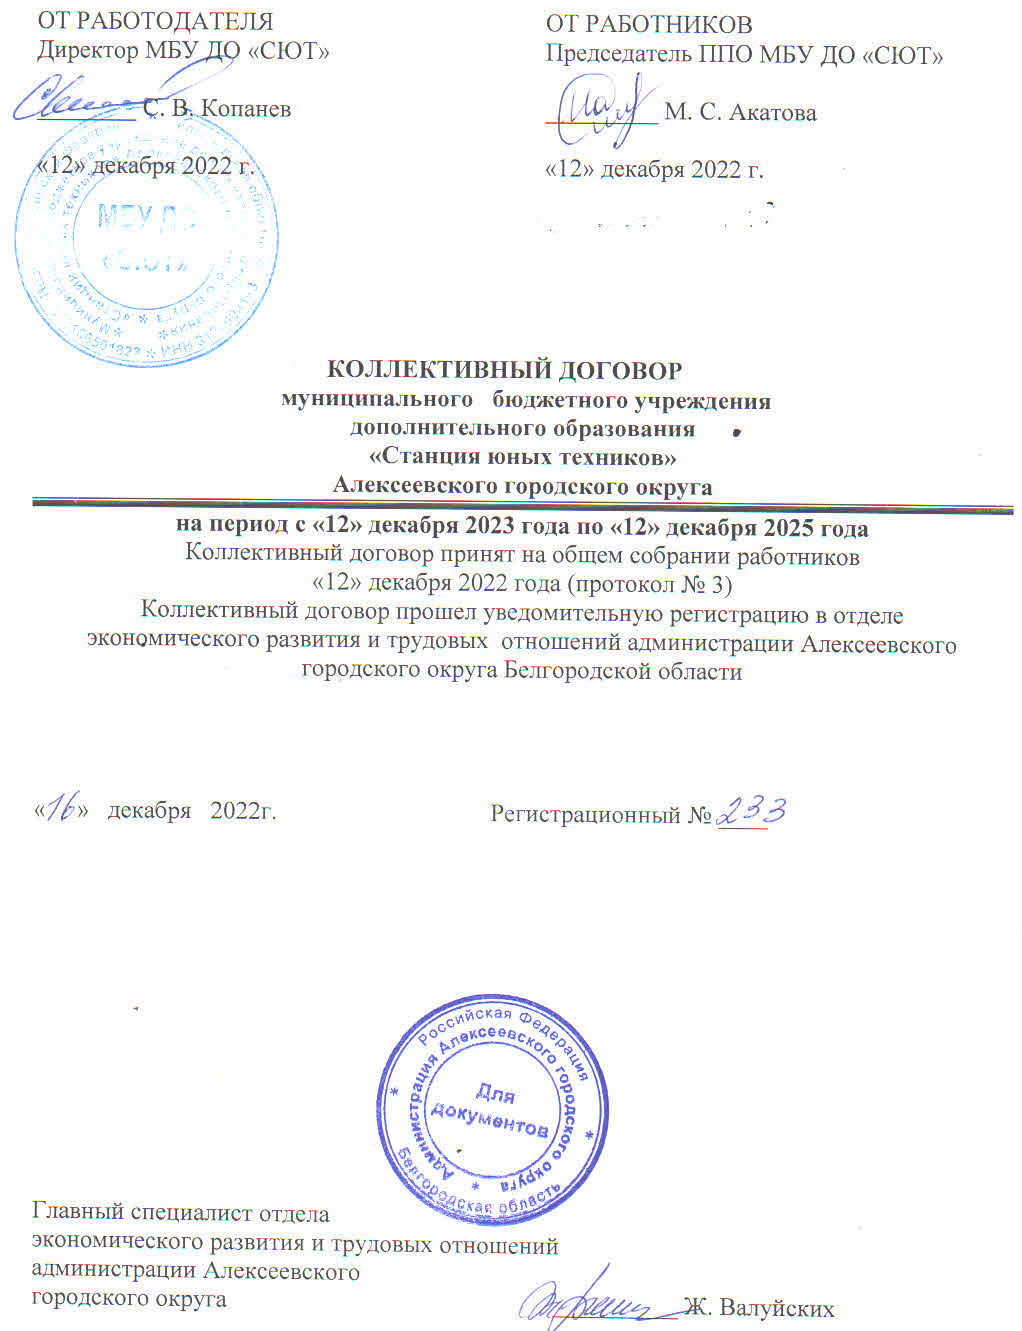 ОТ РАБОТОДАТЕЛЯ
Директор МБУ ДО «СЮТ»
С. В. Копанев
«12» декабря 2022 г.
ОТ РАБОТНИКОВ
Председатель ППО МБУ ДО «СЮТ»
М. С. Акатова
«12» декабря 2022 г.
МБУ ДО
«СЮТ»
КОЛЛЕКТИВНЫЙ ДОГОВОР
муниципального бюджетного учреждения
дополнительного образования
«Станция юных техников»
Алексеевского городского округа
на период с «12» декабря 2023 года по «12» декабря 2025 года
Коллективный договор принят на общем собрании работников
«12» декабря 2022 года (протокол № 3)
Коллективный договор прошел уведомительную регистрацию в отделе
экономического развития и трудовых отношений администрации Алексеевского
городского округа Белгородской области
«16» декабря 2022г.
Регистрационный № 233
Российская Федерация
Белгородская область
Администрация Алексеевского городского округа
Для
документов
Главный специалист отдела
экономического развития и трудовых отношений
администрации Алексеевского
городского округа
Ж. Валуйских